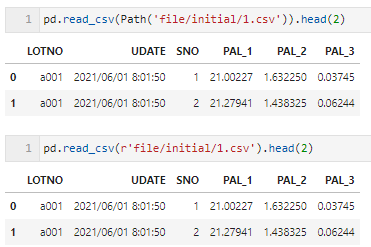 1 pd.read_csv(Path('file/initial/1.csv')).head(2)
LOTNO UDATE SNO PAL_1 PAL_2 PAL_3
0 a001 2021/06/01 8:01:50 1 21.00227 1.632250 0.03745
1 a001 2021/06/01 8:01:50 2 21.27941 1.438325 0.06244
1 pd.read_csv(r'file/initial/1.csv').head(2)
LOTNO UDATE SNO PAL_1 PAL_2 PAL_3
0 a001 2021/06/01 8:01:50 1 21.00227 1.632250 0.03745
1 a001 2021/06/01 8:01:50 2 21.27941 1.438325 0.06244